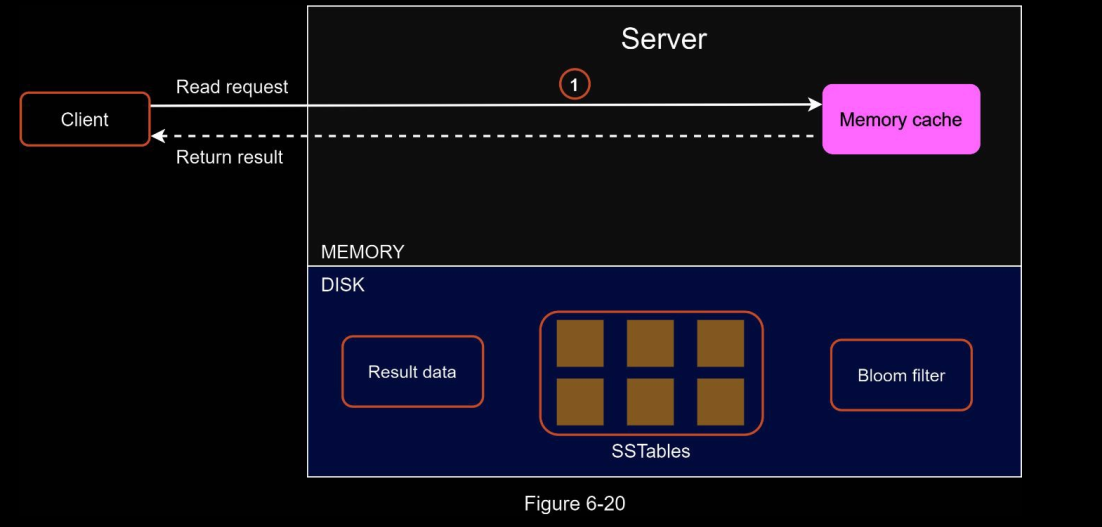 Server
Read request
1
Client
Memory cache
Return result
MEMORY
DISK
Result data
Bloom filter
SSTables
Figure 6-20